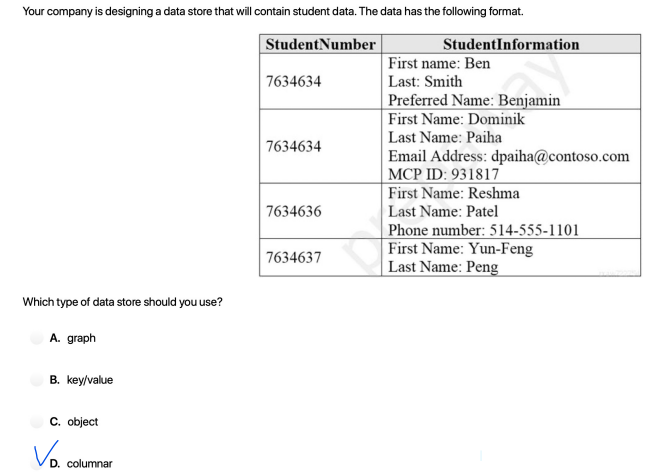 Your company is designing a data store that will contain student data. The data has the following format.
StudentNumber StudentInformation
7634634
First name: Ben
Last: Smith
Preferred Name: Benjamin
7634634
First Name: Dominik
Last Name: Paiha
Email Address: dpaiha@contoso.com
MCP ID: 931817
7634636
First Name: Reshma
Last Name: Patel
Phone number: 514-555-1101
7634637
First Name: Yun-Feng
Last Name: Peng
Which type of data store should you use?
A. graph
B. key/value
C. object
D. columnar